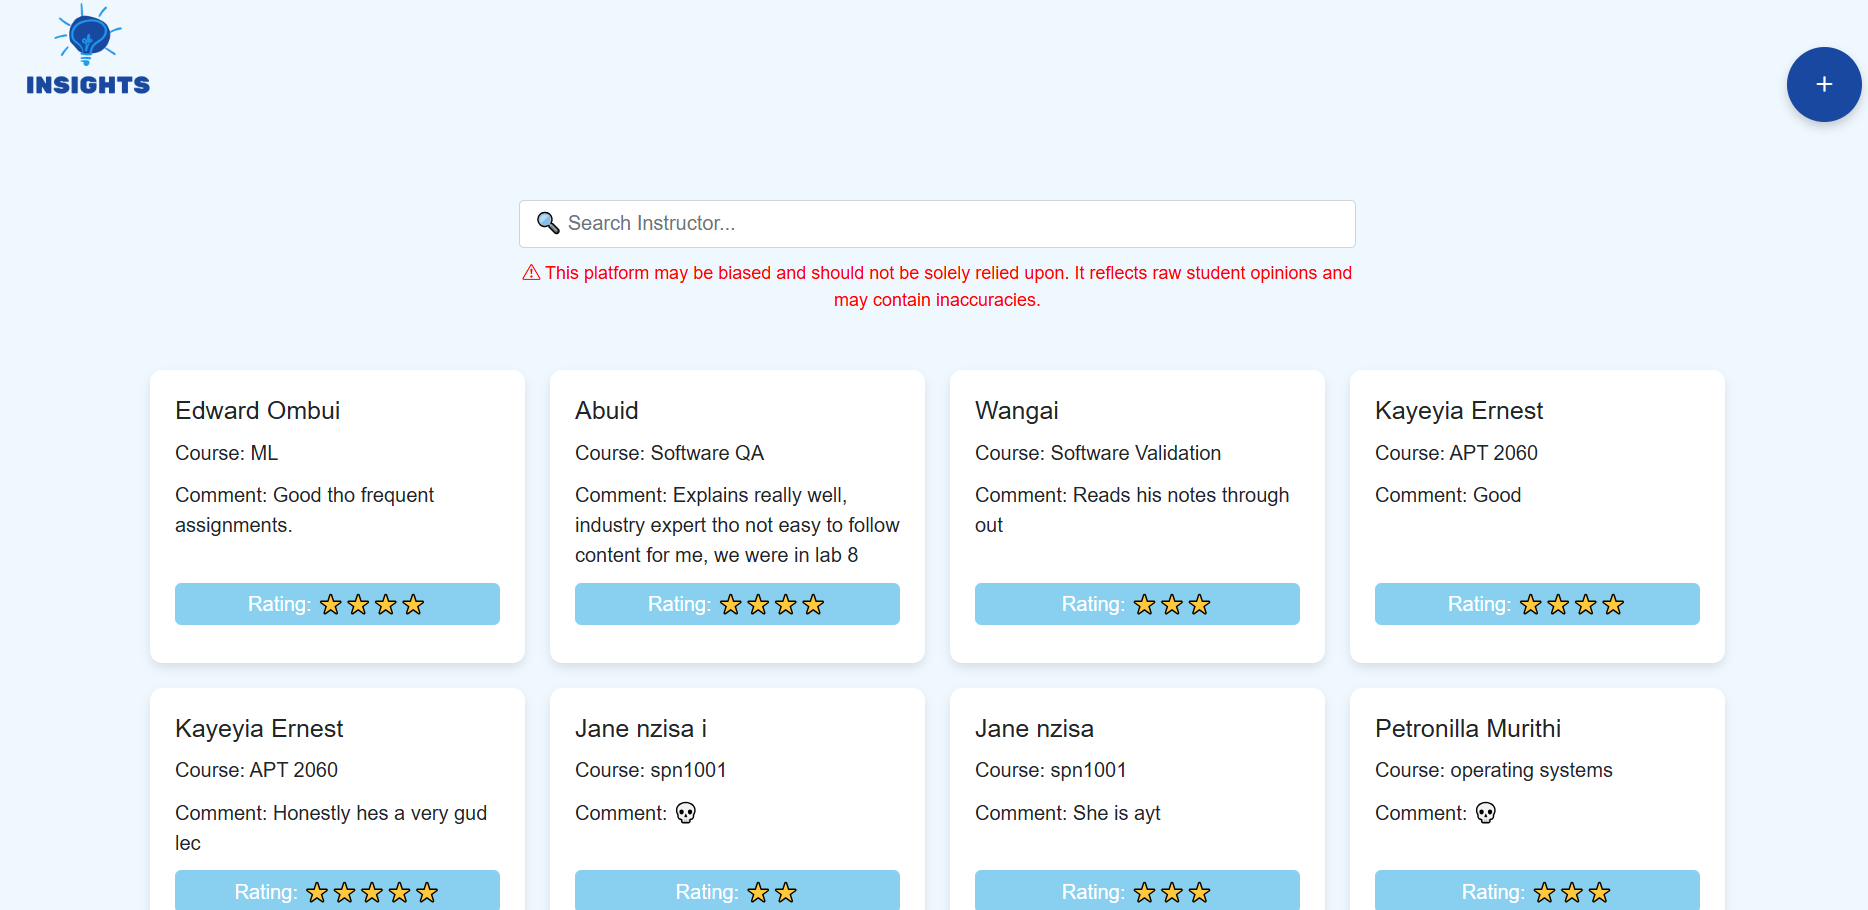 INSIGHTS
+
🔍 Search Instructor...
⚠ This platform may be biased and should not be solely relied upon. It reflects raw student opinions and
may contain inaccuracies.
Edward Ombui
Course: ML
Comment: Good tho frequent
assignments.
Rating: ⭐⭐⭐⭐
Abuid
Course: Software QA
Comment: Explains really well,
industry expert tho not easy to follow
content for me, we were in lab 8
Rating: ⭐⭐⭐⭐
Wangai
Course: Software Validation
Comment: Reads his notes through
out
Rating: ⭐⭐⭐
Kayeyia Ernest
Course: APT 2060
Comment: Good
Rating: ⭐⭐⭐⭐
Kayeyia Ernest
Course: APT 2060
Comment: Honestly hes a very gud
lec
Rating: ⭐⭐⭐⭐⭐
Jane nzisa i
Course: spn1001
Comment: 💀
Rating: ⭐⭐
Jane nzisa
Course: spn1001
Comment: She is ayt
Rating: ⭐⭐⭐
Petronilla Murithi
Course: operating systems
Comment: 💀
Rating: ⭐⭐⭐